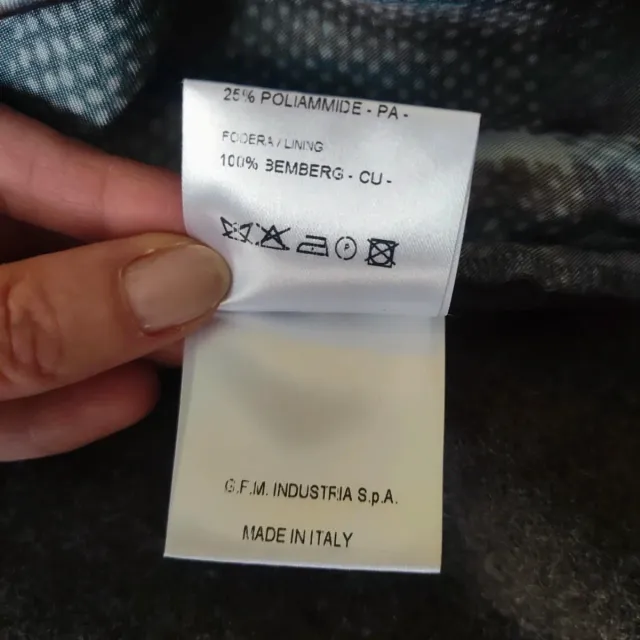 25% POLIAMMIDE - PA -
FODERA / LINING
100% BEMBERG - CU -
P
G.F.M. INDUSTRIA S.p.A.
MADE IN ITALY